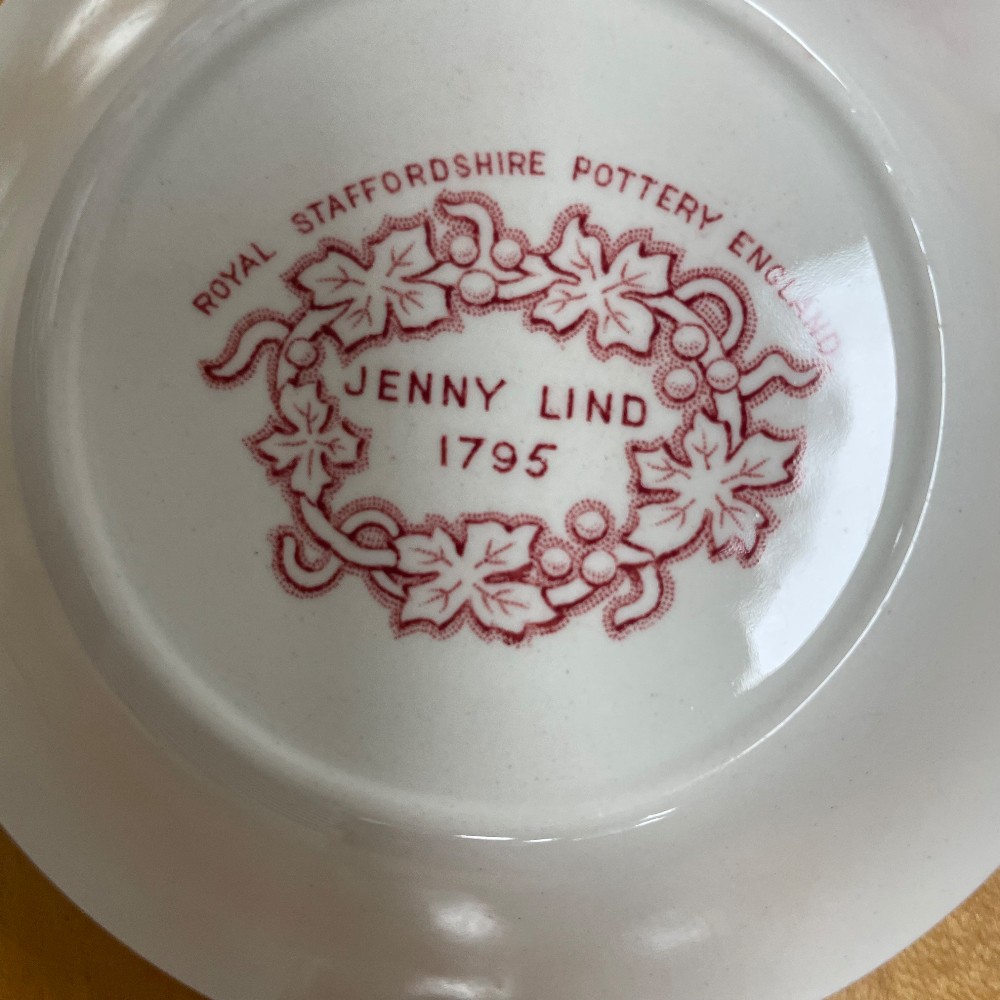 ROYAL STAFFORDSHIRE POTTERY ENGLAND
JENNY LIND
1795